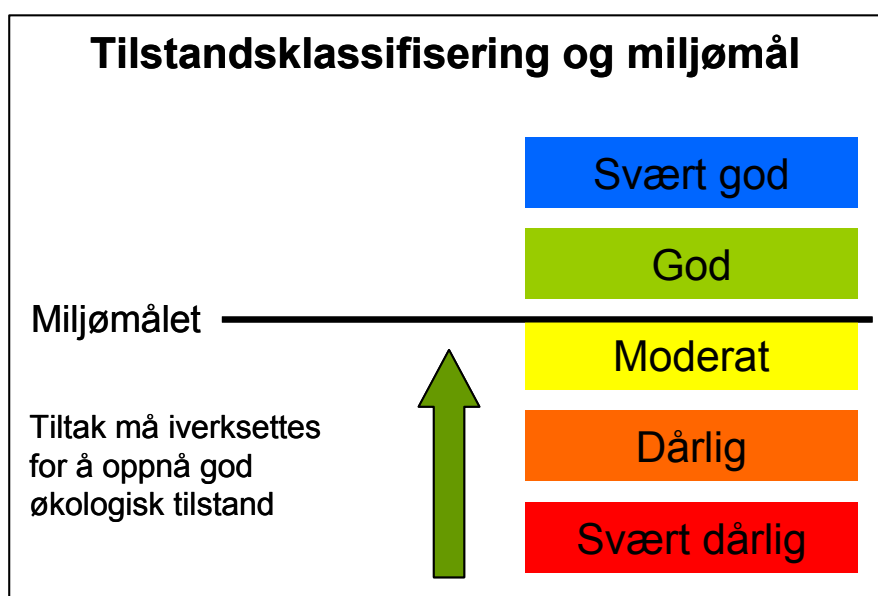 Tilstandsklassifisering og miljømål
Svært god
God
Miljømålet
Moderat
Tiltak må iverksettes
for å oppnå god
økologisk tilstand
Dårlig
Svært dårlig